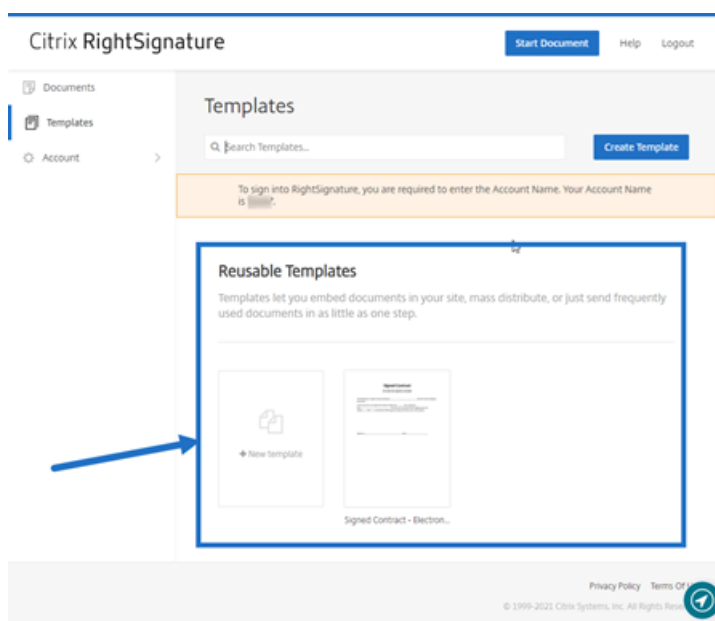 Citrix RightSignature
Start Document
Help
Logout
Documents
Templates
Account
Templates
Search Templates...
Create Template
To sign into RightSignature, you are required to enter the Account Name. Your Account Name
is
Reusable Templates
Templates let you embed documents in your site, mass distribute, or just send frequently
used documents in as little as one step.
+ New template
Signed Contract
Signed Contract - Electron...
Privacy Policy
Terms Of
© 1999-2021 Citrix Systems, Inc. All Rights